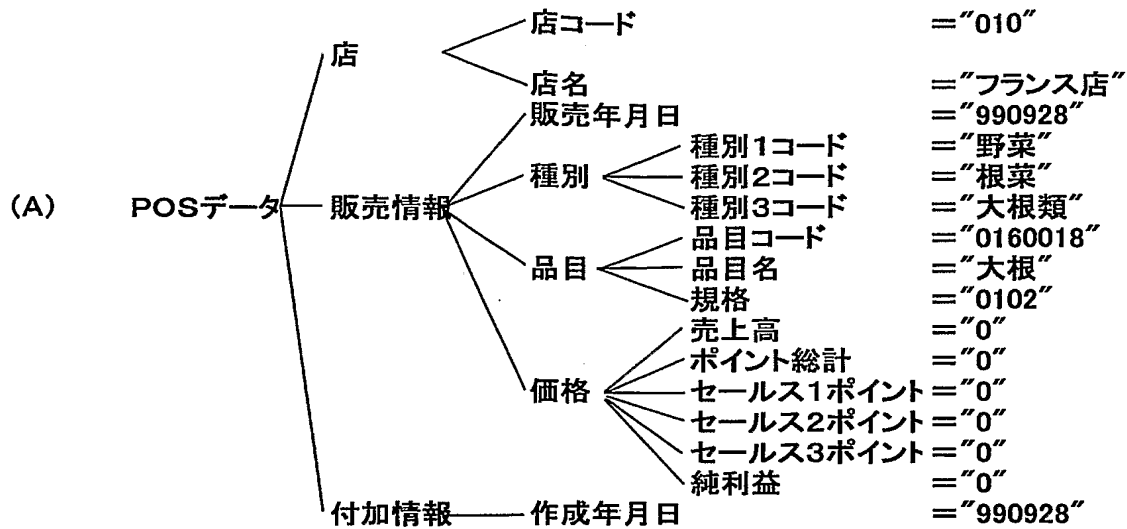 店コード ="010"
店
店名 ="フランス店"
販売年月日 ="990928"
種別1コード ="野菜"
種別 種別2コード ="根菜"
(A) POSデータ 販売情報 種別3コード ="大根類"
品目コード ="0160018"
品目 品目名 ="大根"
規格 ="0102"
売上高 ="0"
ポイント総計 ="0"
価格 セールス1ポイント ="0"
セールス2ポイント ="0"
セールス3ポイント ="0"
純利益 ="0"
付加情報 作成年月日 ="990928"